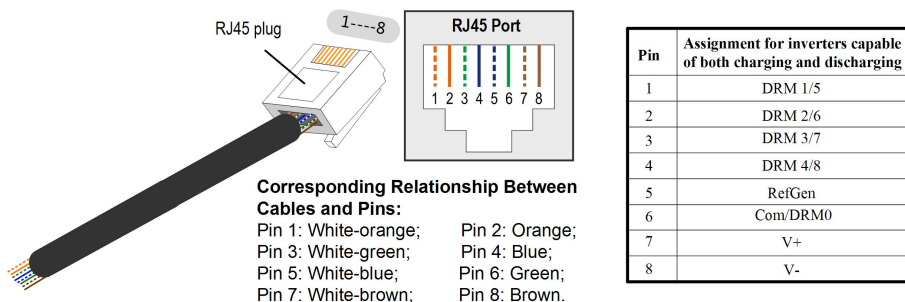 RJ45 plug
1----8
RJ45 Port
1 2 3 4 5 6 7 8
Corresponding Relationship Between
Cables and Pins:
Pin 1: White-orange; Pin 2: Orange;
Pin 3: White-green; Pin 4: Blue;
Pin 5: White-blue; Pin 6: Green;
Pin 7: White-brown; Pin 8: Brown.
Pin Assignment for inverters capable
of both charging and discharging
1 DRM 1/5
2 DRM 2/6
3 DRM 3/7
4 DRM 4/8
5 RefGen
6 Com/DRM0
7 V+
8 V-